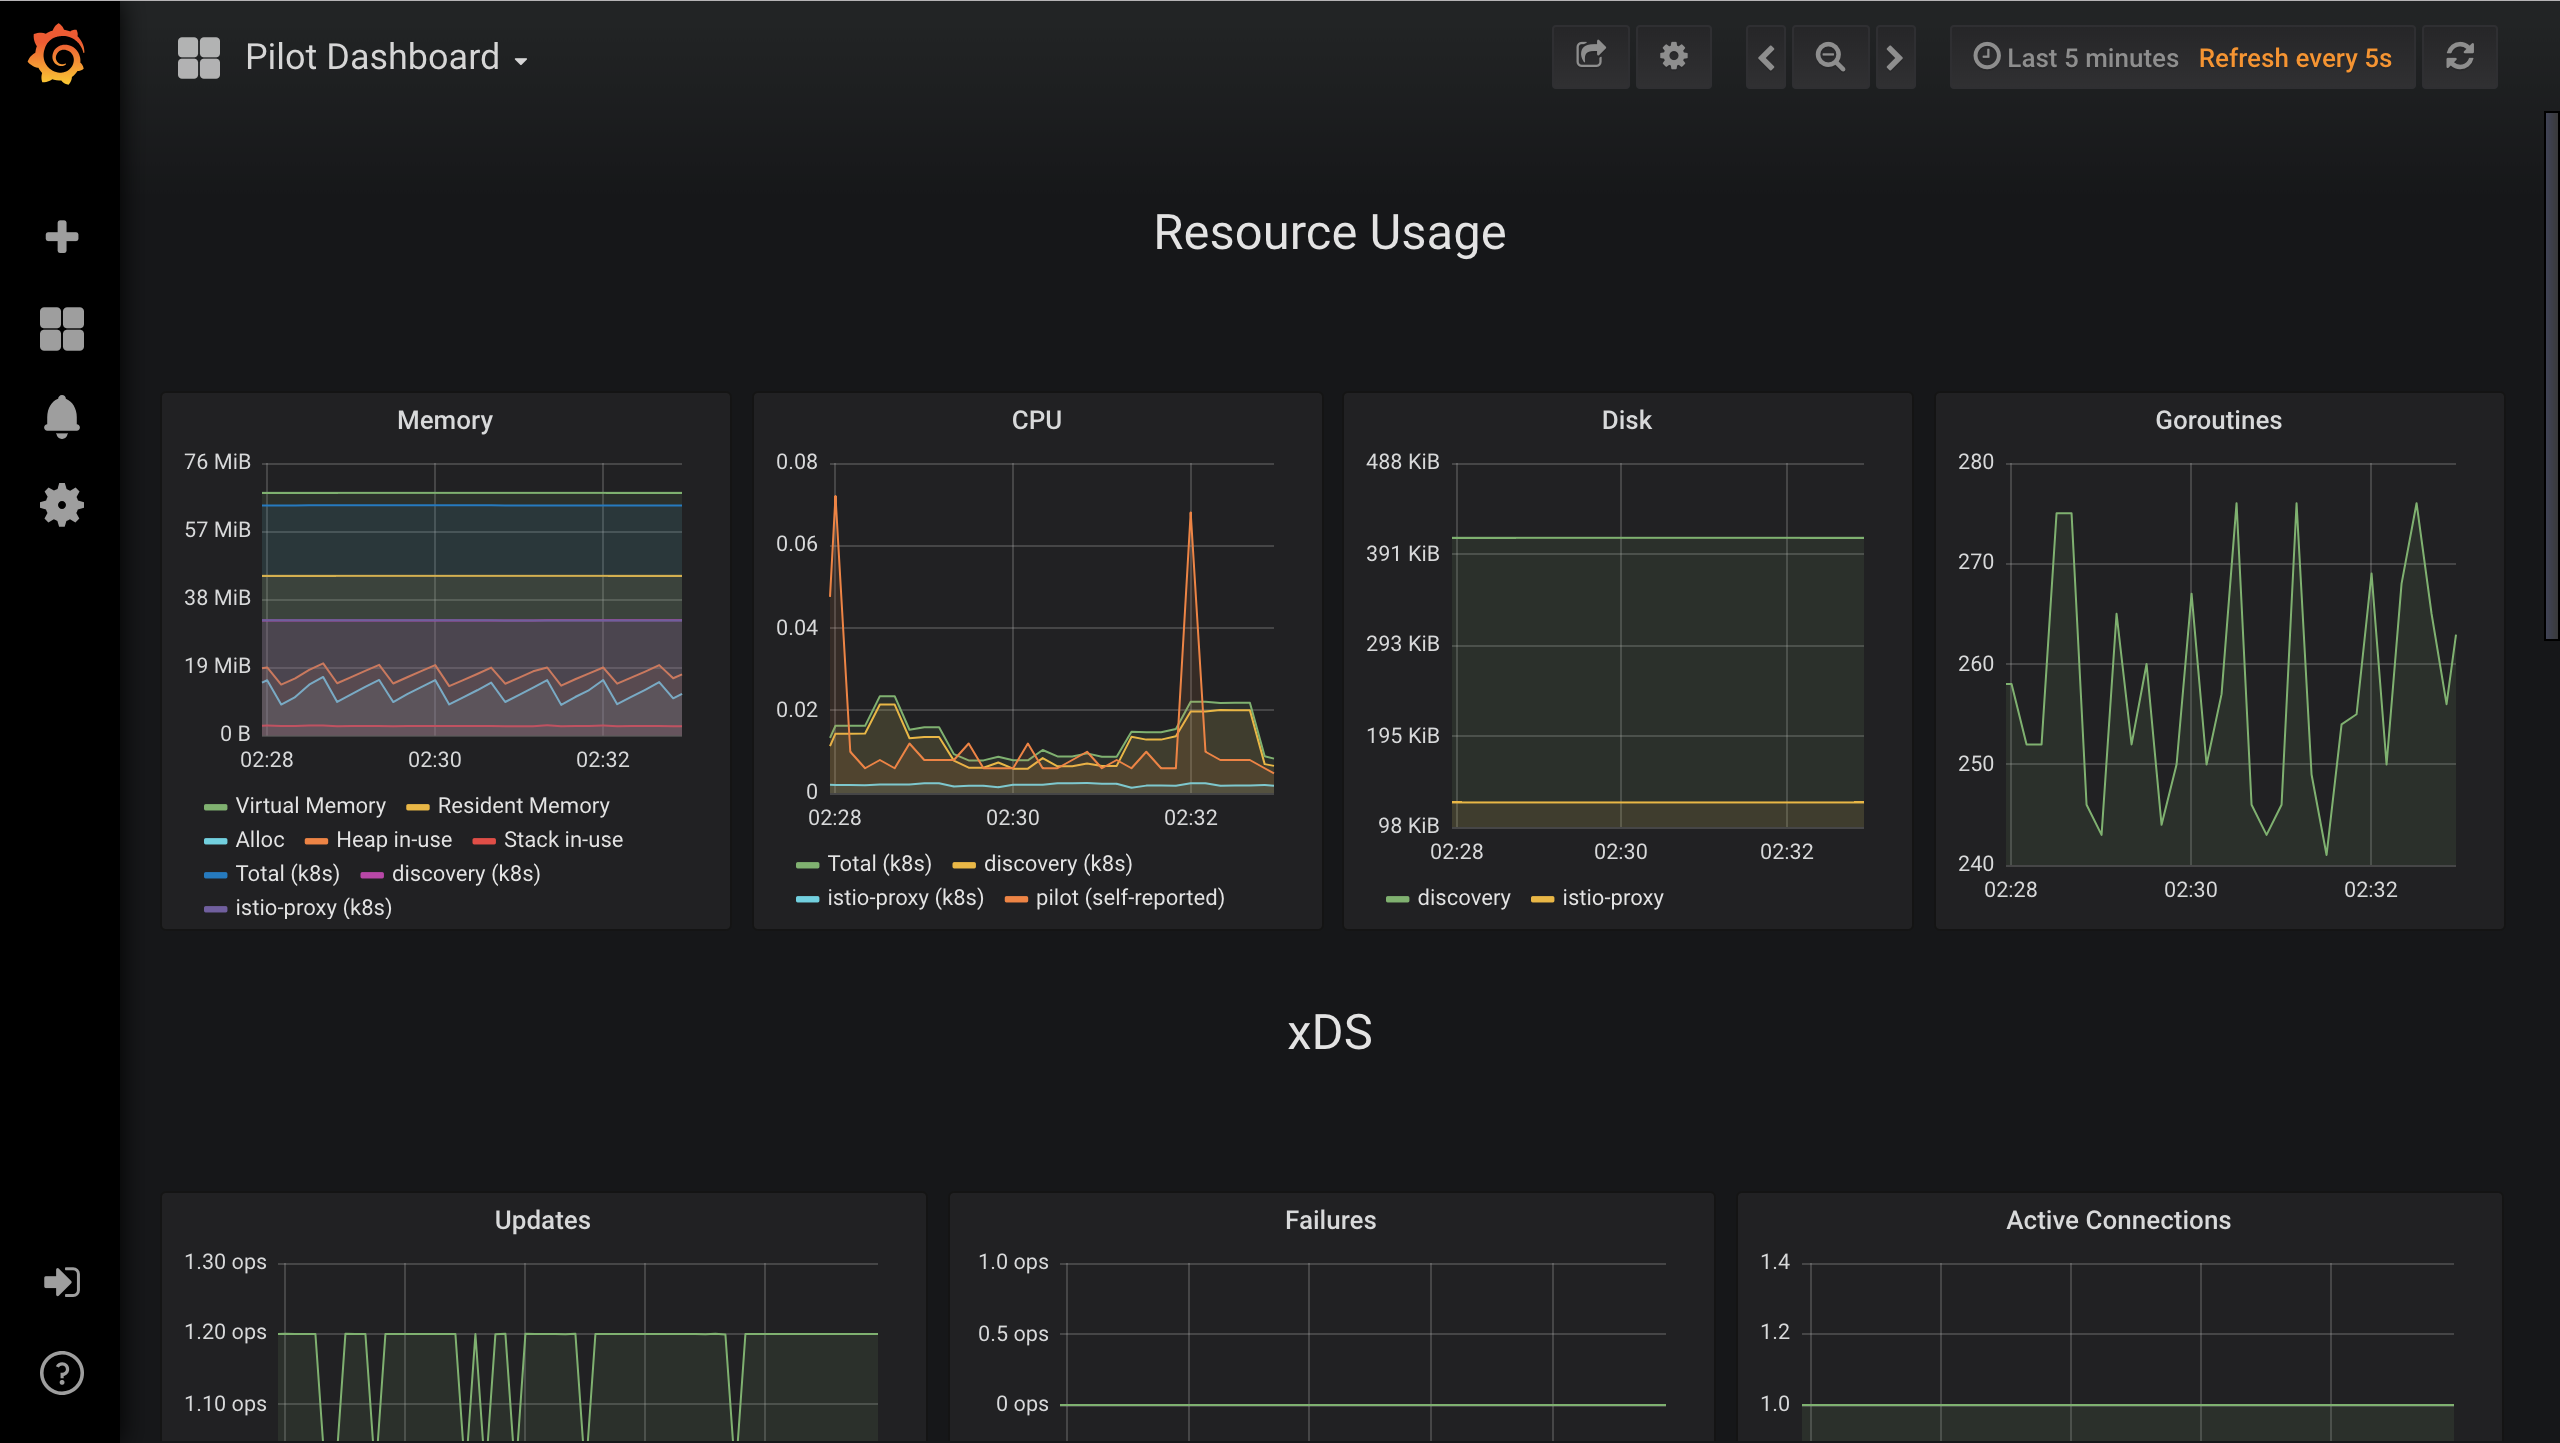 Pilot Dashboard
Last 5 minutes Refresh every 5s
Resource Usage
Memory
76 MiB
57 MiB
38 MiB
19 MiB
0 B
02:28 02:30 02:32
Virtual Memory Resident Memory
Alloc Heap in-use Stack in-use
Total (k8s) discovery (k8s)
istio-proxy (k8s)
CPU
0.08
0.06
0.04
0.02
0
02:28 02:30 02:32
Total (k8s) discovery (k8s)
istio-proxy (k8s) pilot (self-reported)
Disk
488 KiB
391 KiB
293 KiB
195 KiB
98 KiB
02:28 02:30 02:32
discovery istio-proxy
Goroutines
280
270
260
250
240
02:28 02:30 02:32
xDS
Updates
1.30 ops
1.20 ops
1.10 ops
Failures
1.0 ops
0.5 ops
0 ops
Active Connections
1.4
1.2
1.0
?